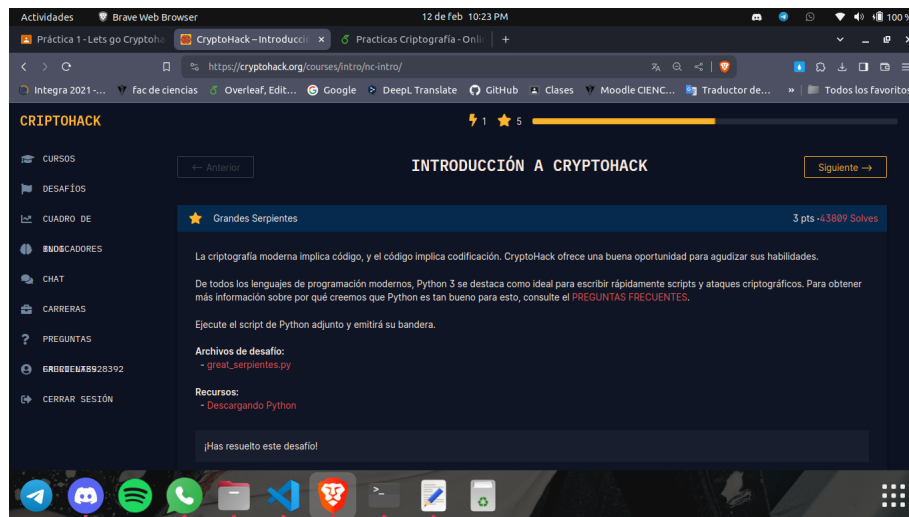 Actividades Brave Web Browser 12 de feb 10:23 PM 100 %
Práctica 1 - Lets go Cryptoha CryptoHack – Introducci × Practicas Criptografía - Onli +
https://cryptohack.org/courses/intro/nc-intro/
Integra 2021 -... fac de ciencias Overleaf, Edit... Google DeepL Translate GitHub Clases Moodle CIENC... Traductor de... » Todos los favoritos
CRIPTOHACK 1 5
CURSOS
← Anterior INTRODUCCIÓN A CRYPTOHACK Siguiente →
DESAFÍOS
CUADRO DE
Grandes Serpientes 3 pts · 43809 Solves
CADORES
La criptografía moderna implica código, y el código implica codificación. CryptoHack ofrece una buena oportunidad para agudizar sus habilidades.
CHAT
De todos los lenguajes de programación modernos, Python 3 se destaca como ideal para escribir rápidamente scripts y ataques criptográficos. Para obtener
más información sobre por qué creemos que Python es tan bueno para esto, consulte el PREGUNTAS FRECUENTES.
CARRERAS
Ejecute el script de Python adjunto y emitirá su bandera.
PREGUNTAS
Archivos de desafío:
- great_serpientes.py
28392
Recursos:
- Descargando Python
CERRAR SESIÓN
¡Has resuelto este desafío!